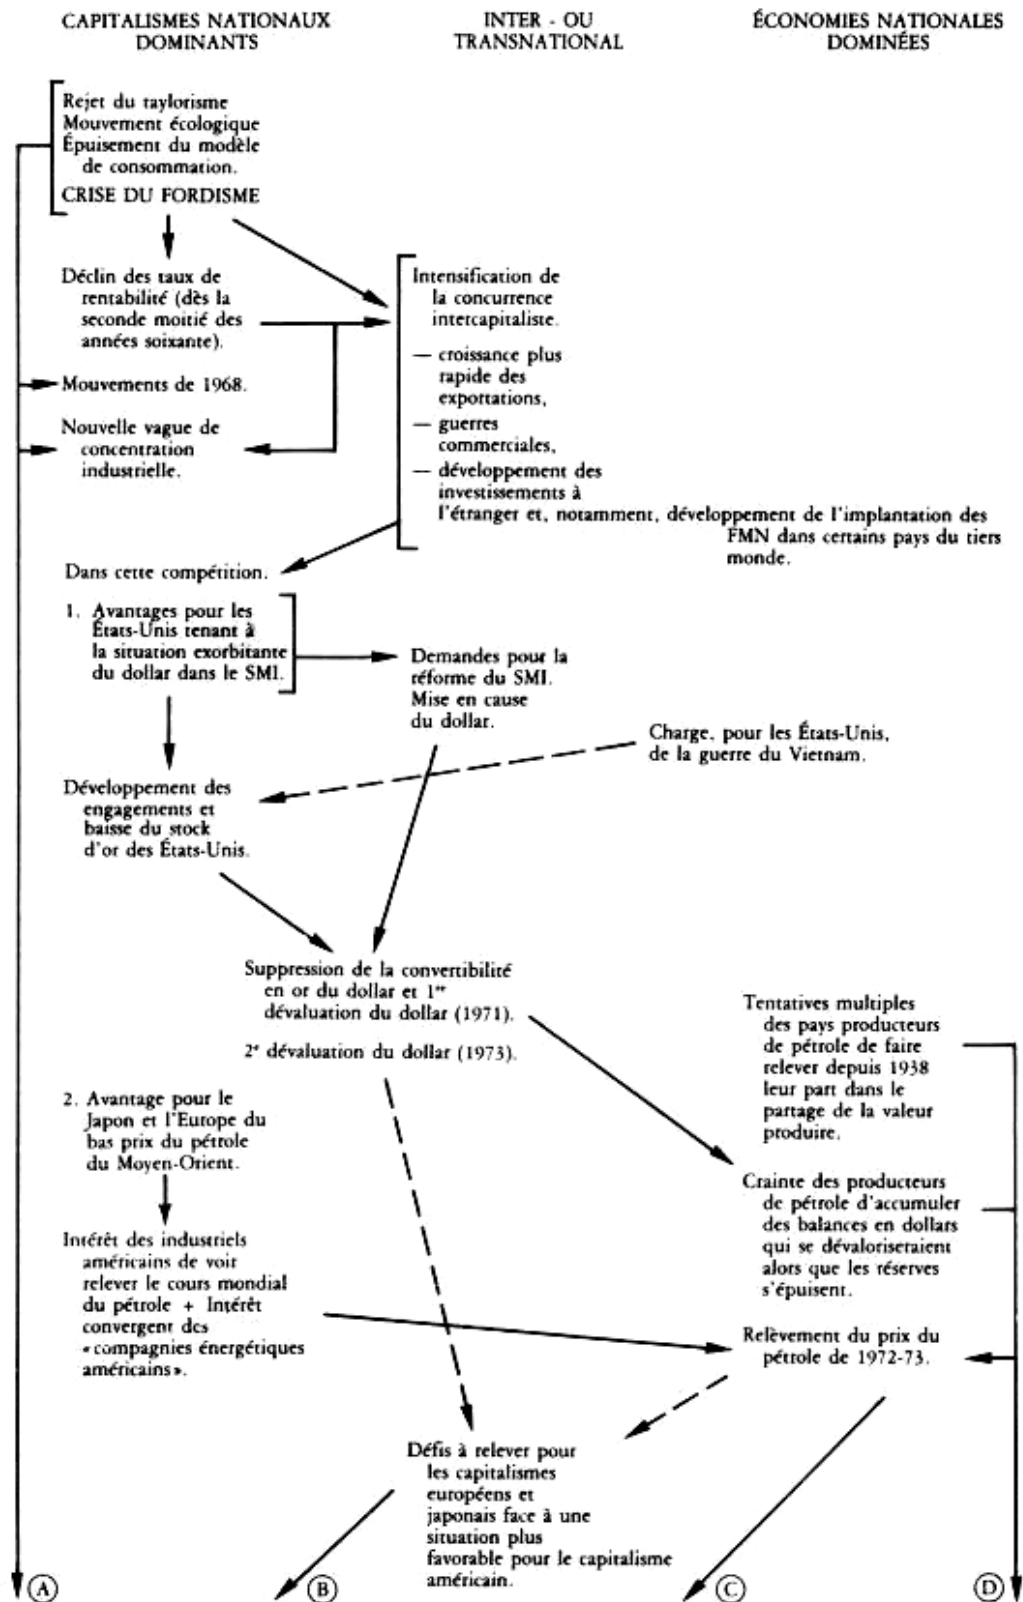 CAPITALISMES NATIONAUX
DOMINANTS
INTER - OU
TRANSNATIONAL
ÉCONOMIES NATIONALES
DOMINÉES
Rejet du taylorisme
Mouvement écologique
Épuisement du modèle
de consommation.
CRISE DU FORDISME
Déclin des taux de
rentabilité (dès la
seconde moitié des
années soixante).
Mouvements de 1968.
Nouvelle vague de
concentration
industrielle.
Intensification de
la concurrence
intercapitaliste.
— croissance plus
rapide des
exportations,
— guerres
commerciales,
— développement des
investissements à
l'étranger et, notamment, développement de l'implantation des
FMN dans certains pays du tiers
monde.
Dans cette compétition.
1. Avantages pour les
États-Unis tenant à
la situation exorbitante
du dollar dans le SMI.
Demandes pour la
réforme du SMI.
Mise en cause
du dollar.
Charge, pour les États-Unis,
de la guerre du Vietnam.
Développement des
engagements et
baisse du stock
d'or des États-Unis.
Suppression de la convertibilité
en or du dollar et 1re
dévaluation du dollar (1971).
2e dévaluation du dollar (1973).
Tentatives multiples
des pays producteurs
de pétrole de faire
relever depuis 1938
leur part dans le
partage de la valeur
produire.
2. Avantage pour le
Japon et l'Europe du
bas prix du pétrole
du Moyen-Orient.
Crainte des producteurs
de pétrole d'accumuler
des balances en dollars
qui se dévaloriseraient
alors que les réserves
s'épuisent.
Intérêt des industriels
américains de voir
relever le cours mondial
du pétrole + Intérêt
convergent des
«compagnies énergétiques
américains».
Relèvement du prix du
pétrole de 1972-73.
Défis à relever pour
les capitalismes
européens et
japonais face à une
situation plus
favorable pour le capitalisme
américain.
A
B
C
D